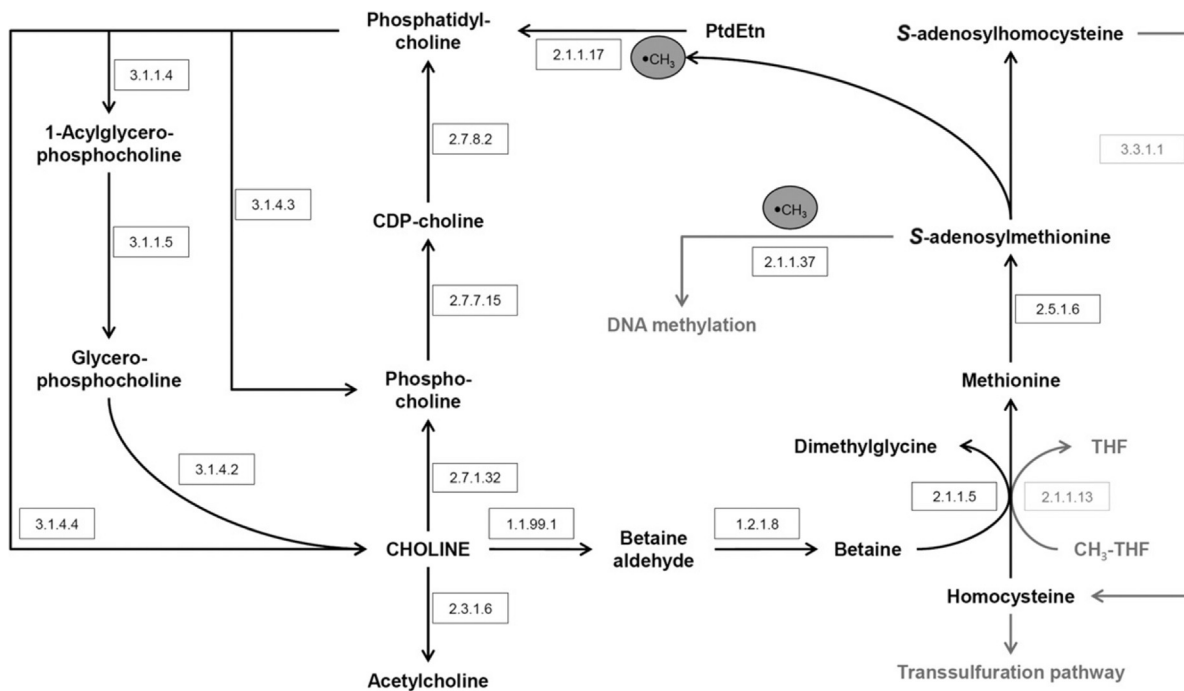 Phosphatidyl-
choline
PtdEtn
S-adenosylhomocysteine
2.1.1.17
•CH₃
3.1.1.4
1-Acylglycero-
phosphocholine
2.7.8.2
3.3.1.1
3.1.4.3
CDP-choline
•CH₃
S-adenosylmethionine
3.1.1.5
2.1.1.37
2.7.7.15
2.5.1.6
DNA methylation
Glycero-
phosphocholine
Phospho-
choline
Methionine
Dimethylglycine
THF
3.1.4.2
2.7.1.32
2.1.1.5
2.1.1.13
3.1.4.4
1.1.99.1
1.2.1.8
CHOLINE
Betaine
aldehyde
Betaine
CH₃-THF
2.3.1.6
Homocysteine
Acetylcholine
Transsulfuration pathway